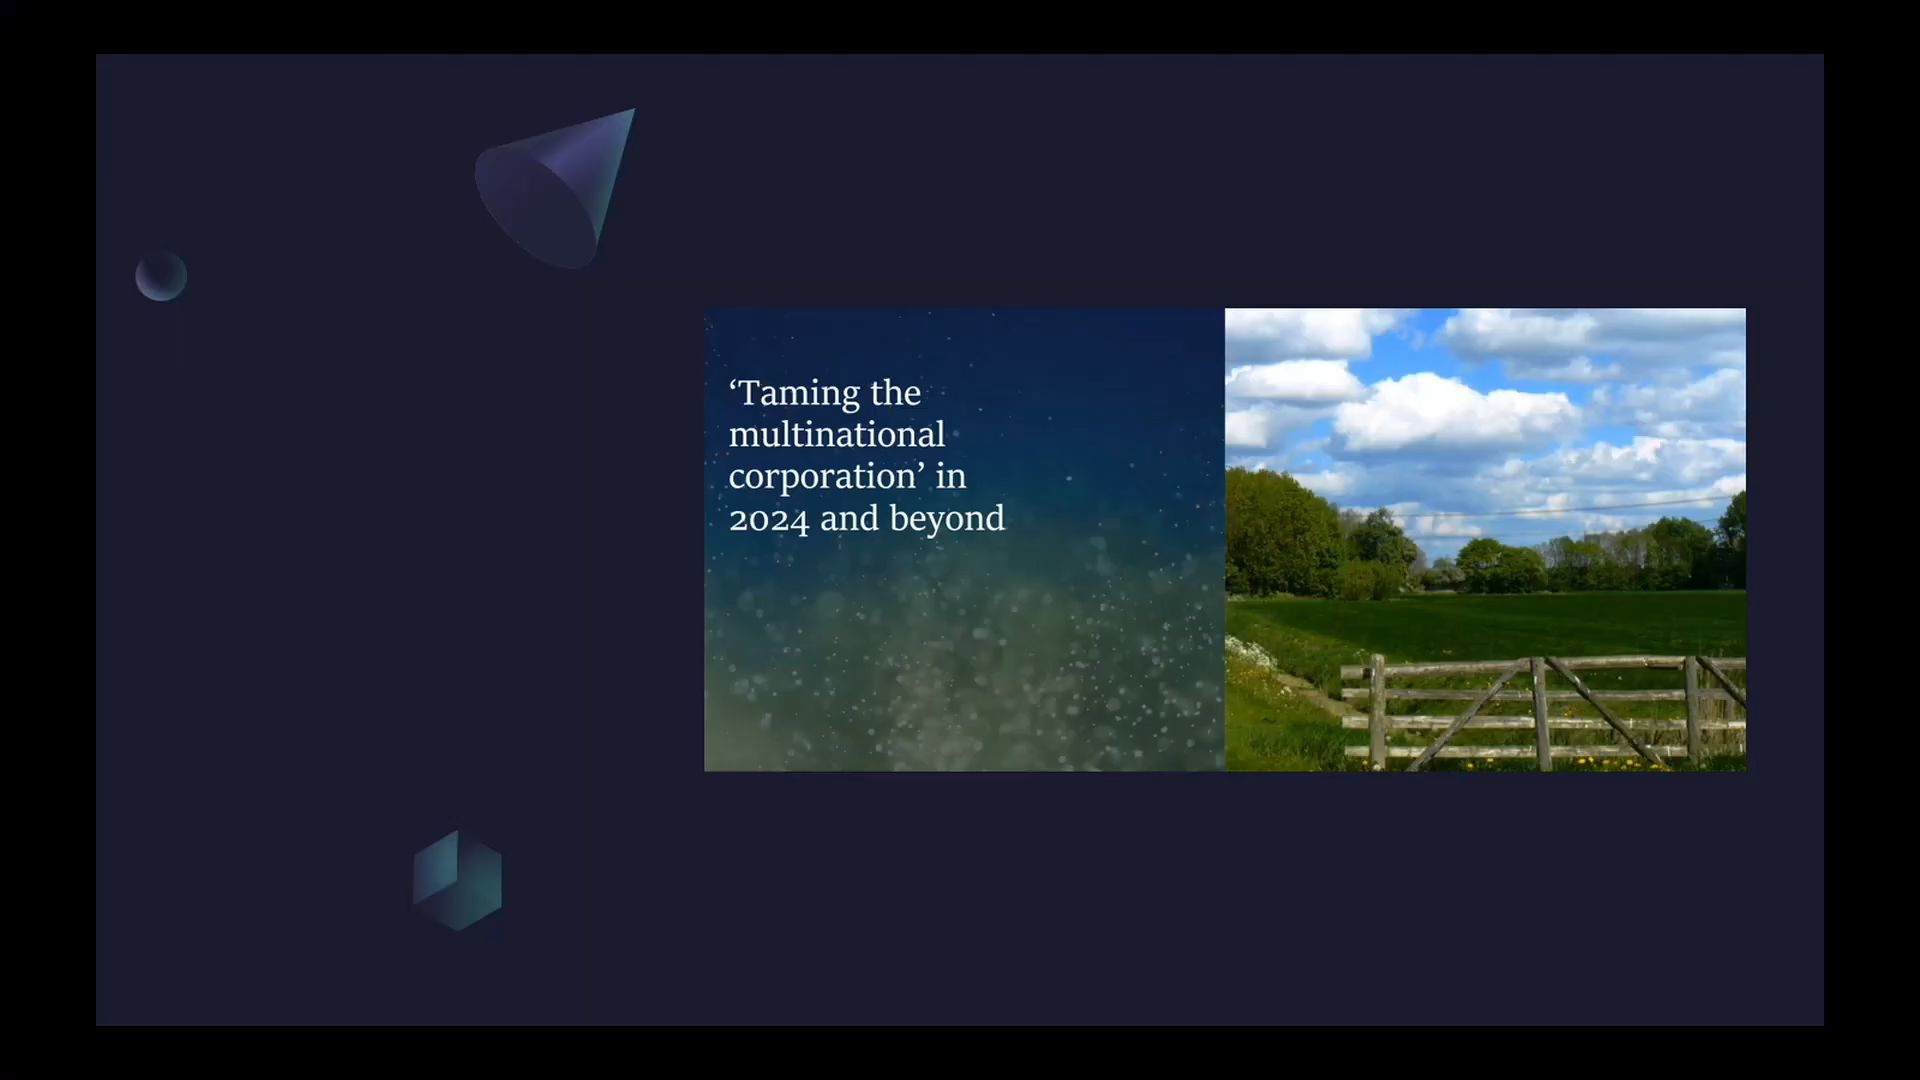 ‘Taming the
multinational
corporation’ in
2024 and beyond